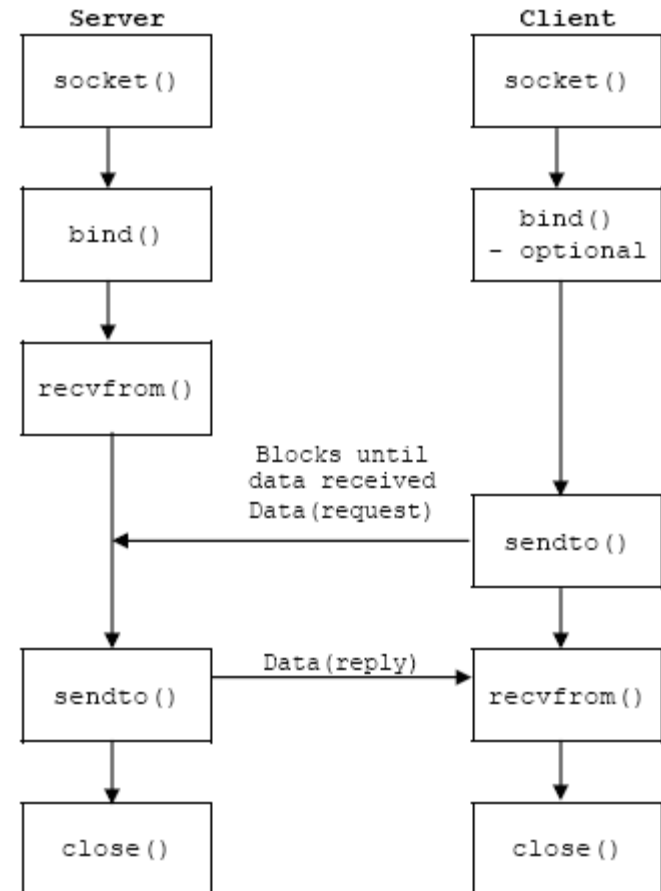 Server
Client
socket()
socket()
bind()
bind()
- optional
recvfrom()
Blocks until
data received
Data(request)
sendto()
Data(reply)
sendto()
recvfrom()
close()
close()